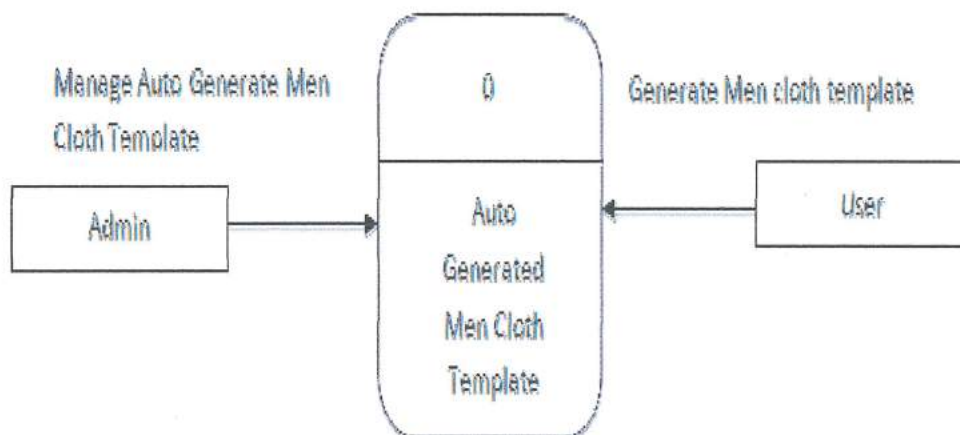 Manage Auto Generate Men
Cloth Template
Admin
0
Auto
Generated
Men Cloth
Template
Generate Men cloth template
User